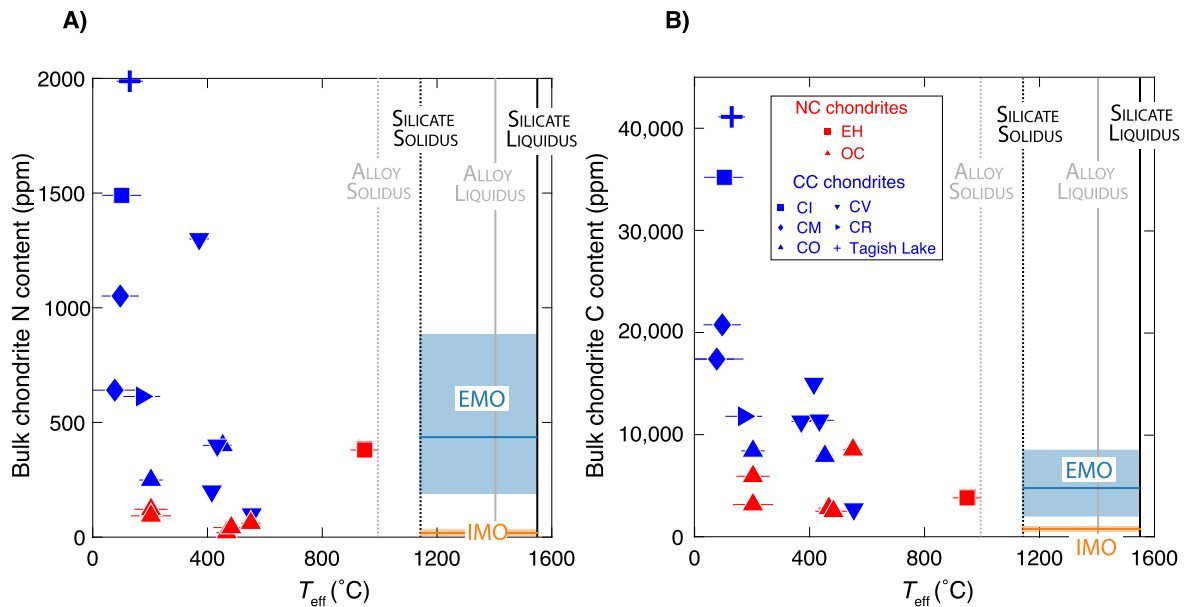 A)
Bulk chondrite N content (ppm)
2000
1500
1000
500
0
0
400
800
1200
1600
T_eff (˚C)
SILICATE
SOLIDUS
SILICATE
LIQUIDUS
ALLOY
SOLIDUS
ALLOY
LIQUIDUS
EMO
IMO
B)
Bulk chondrite C content (ppm)
40,000
30,000
20,000
10,000
0
0
400
800
1200
1600
T_eff (˚C)
NC chondrites
EH
OC
CC chondrites
CI CV
CM CR
CO Tagish Lake
SILICATE
SOLIDUS
SILICATE
LIQUIDUS
ALLOY
SOLIDUS
ALLOY
LIQUIDUS
EMO
IMO